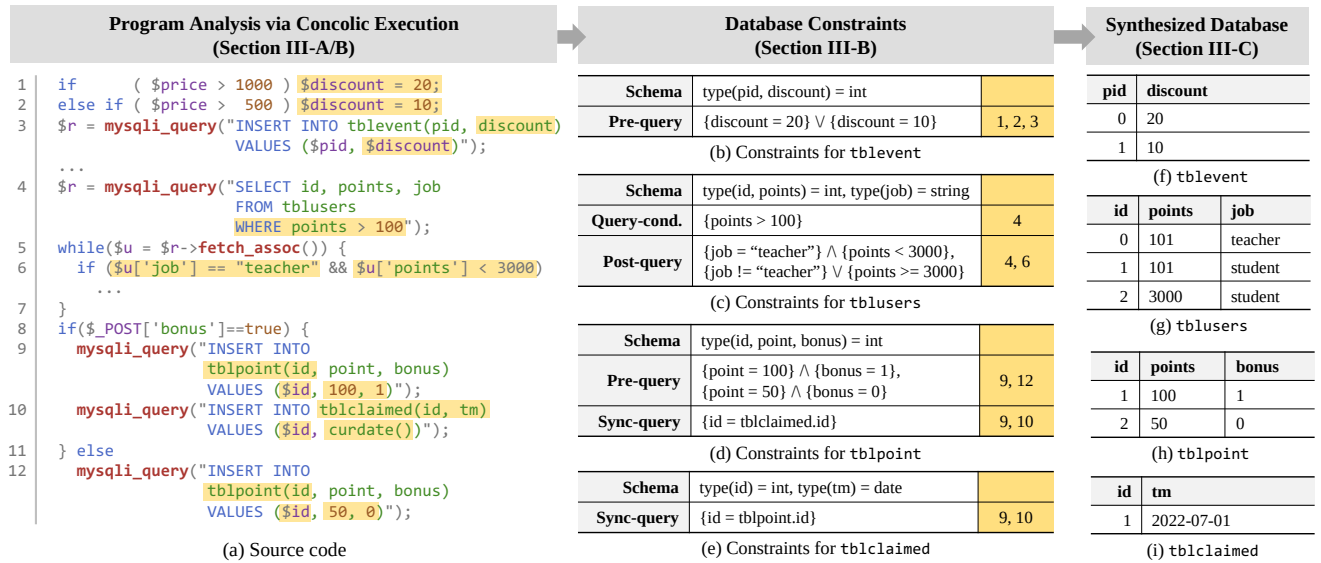 Program Analysis via Concolic Execution
(Section III-A/B)
Database Constraints
(Section III-B)
Synthesized Database
(Section III-C)
1 if ( $price > 1000 ) $discount = 20;
2 else if ( $price > 500 ) $discount = 10;
3 $r = mysqli_query("INSERT INTO tblevent(pid, discount)
VALUES ($pid, $discount)");
...
4 $r = mysqli_query("SELECT id, points, job
FROM tblusers
WHERE points > 100");
5 while($u = $r->fetch_assoc()) {
6 if ($u['job'] == "teacher" && $u['points'] < 3000)
...
7 }
8 if($_POST['bonus']==true) {
9 mysqli_query("INSERT INTO
tblpoint(id, point, bonus)
VALUES ($id, 100, 1)");
10 mysqli_query("INSERT INTO tblclaimed(id, tm)
VALUES ($id, curdate())");
11 } else
12 mysqli_query("INSERT INTO
tblpoint(id, point, bonus)
VALUES ($id, 50, 0)");
(a) Source code
Schema type(pid, discount) = int
Pre-query {discount = 20} \/ {discount = 10} 1, 2, 3
(b) Constraints for tblevent
Schema type(id, points) = int, type(job) = string
Query-cond. {points > 100} 4
Post-query {job = “teacher”} /\ {points < 3000},
{job != “teacher”} \/ {points >= 3000} 4, 6
(c) Constraints for tblusers
Schema type(id, point, bonus) = int
Pre-query {point = 100} /\ {bonus = 1},
{point = 50} /\ {bonus = 0} 9, 12
Sync-query {id = tblclaimed.id} 9, 10
(d) Constraints for tblpoint
Schema type(id) = int, type(tm) = date
Sync-query {id = tblpoint.id} 9, 10
(e) Constraints for tblclaimed
pid discount
0 20
1 10
(f) tblevent
id points job
0 101 teacher
1 101 student
2 3000 student
(g) tblusers
id points bonus
1 100 1
2 50 0
(h) tblpoint
id tm
1 2022-07-01
(i) tblclaimed